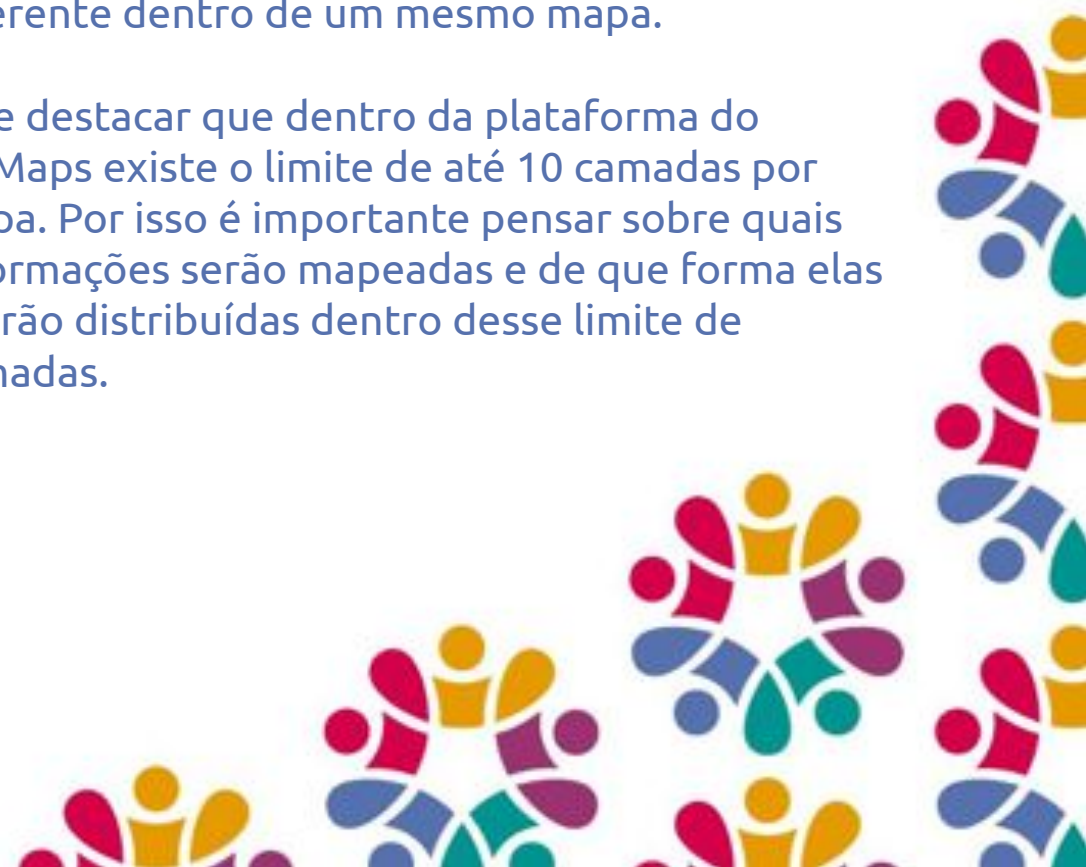 erente dentro de um mesmo mapa.
e destacar que dentro da plataforma do
Maps existe o limite de até 10 camadas por
pa. Por isso é importante pensar sobre quais
ormações serão mapeadas e de que forma elas
rão distribuídas dentro desse limite de
nadas.